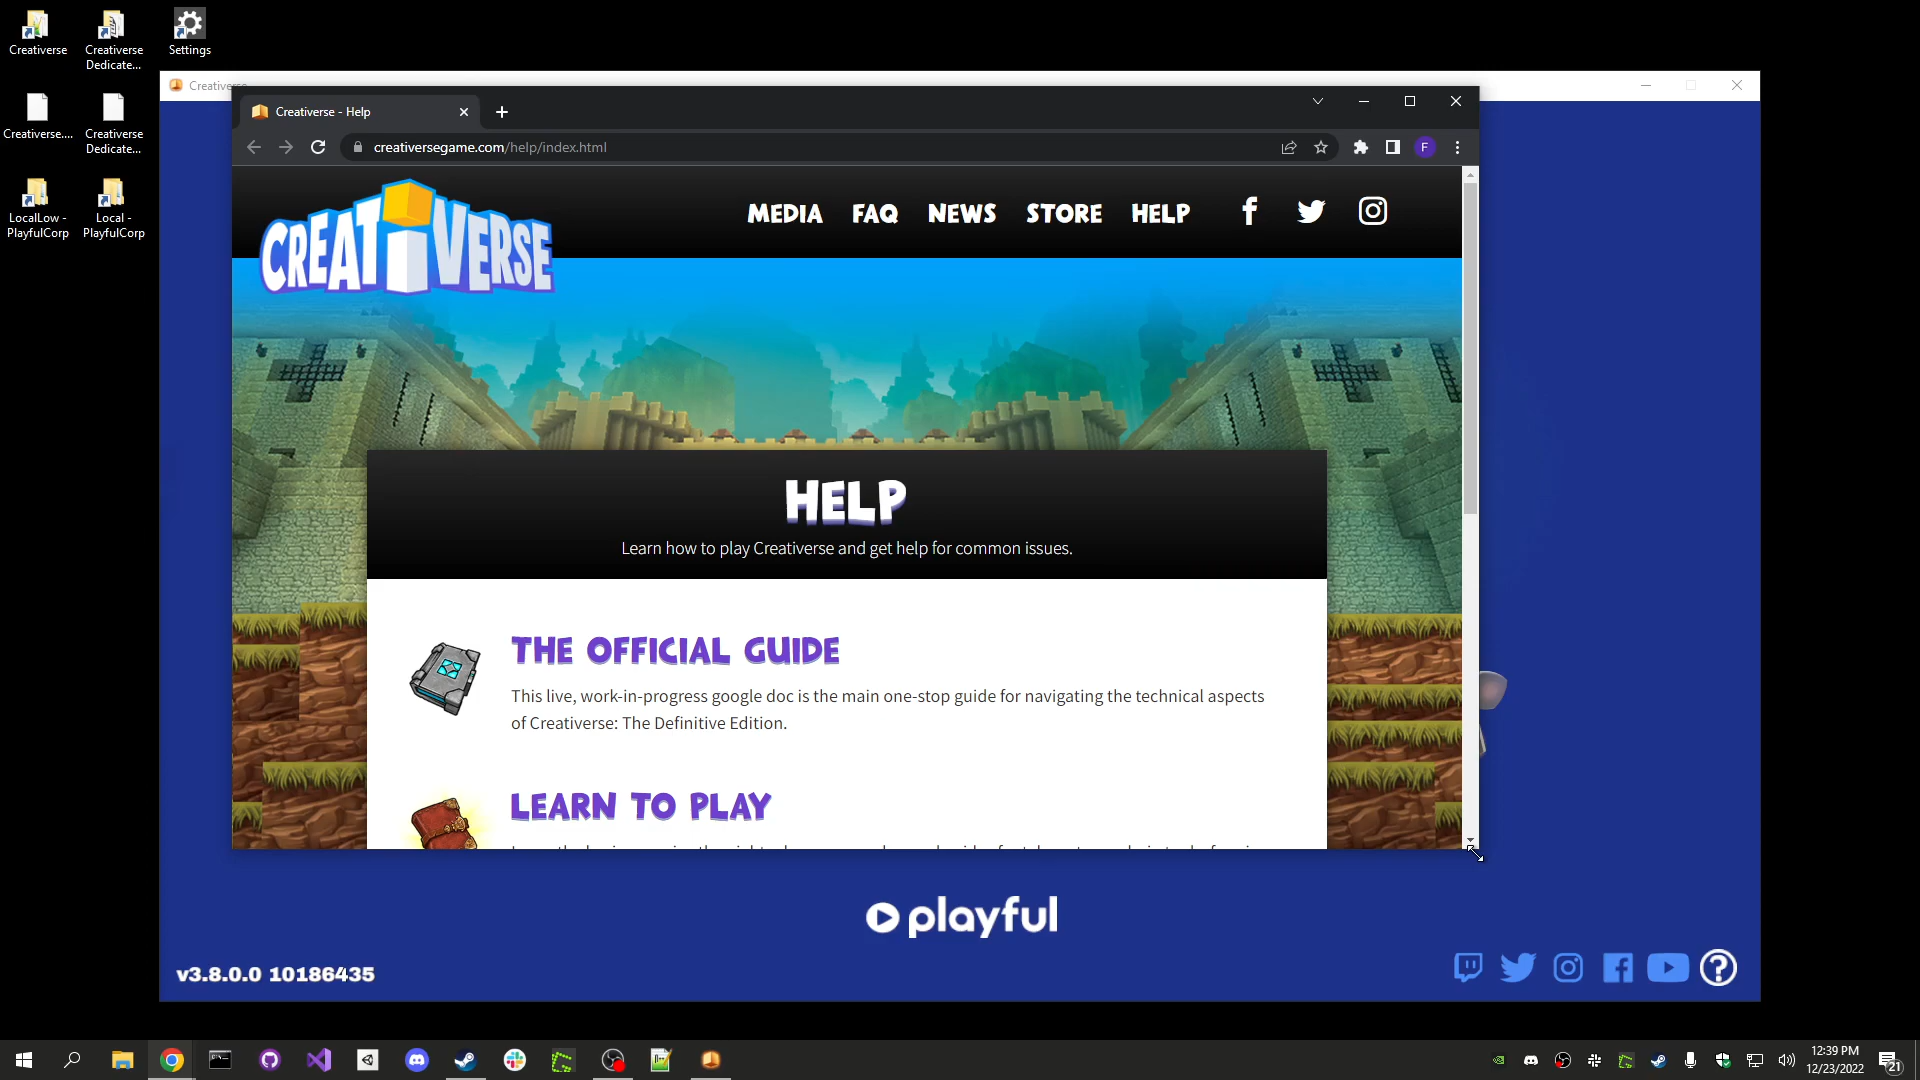 Creativerse
Creativerse
Dedicate...
Settings
Creativerse....
Creativerse
Dedicate...
LocalLow -
PlayfulCorp
Local -
PlayfulCorp
Creativerse - Help
creativersegame.com/help/index.html
F
CREATIVERSE
MEDIA FAQ NEWS STORE HELP
HELP
Learn how to play Creativerse and get help for common issues.
THE OFFICIAL GUIDE
This live, work-in-progress google doc is the main one-stop guide for navigating the technical aspects
of Creativerse: The Definitive Edition.
LEARN TO PLAY
playful
v3.8.0.0 10186435
12:39 PM
12/23/2022
21